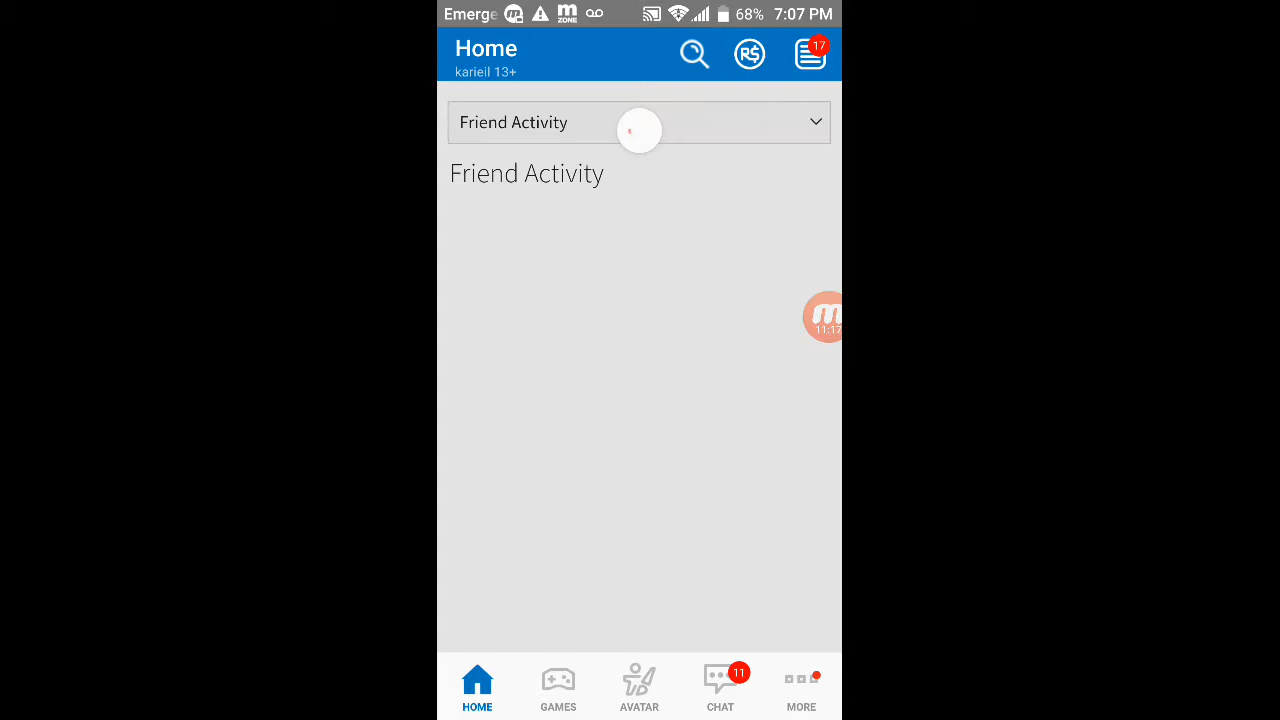 Emerge 68% 7:07 PM
m
ZONE
Home
R$
17
karieil 13+
Friend Activity
Friend Activity
m
11:17
11
HOME GAMES AVATAR CHAT MORE